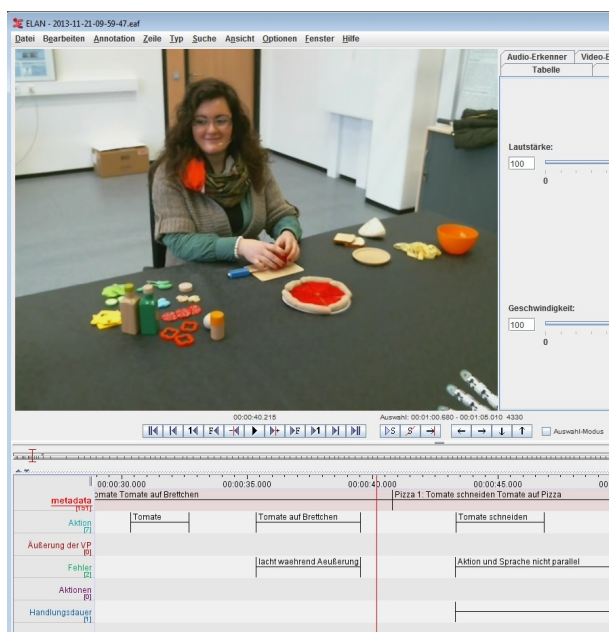 ELAN - 2013-11-21-09-59-47.eaf
Datei Bearbeiten Annotation Zeile Typ Suche Ansicht Optionen Fenster Hilfe
Audio-Erkenner Video-E
Tabelle
Lautstärke:
100
0
Geschwindigkeit:
100
0
00:00:40.215
Auswahl: 00:01:00.680 - 00:01:05.010 4330
Auswahl-Modus
00:00:30.000 00:00:35.000 00:00:40.000 00:00:45.000 00
metadata
[151]
omate Tomate auf Brettchen
Pizza 1: Tomate schneiden Tomate auf Pizza
Aktion
[7]
Tomate Tomate auf Brettchen Tomate schneiden
Äußerung der VP
[0]
Fehler
[2]
lacht waehrend Aeußerung Aktion und Sprache nicht parallel
Aktionen
[0]
Handlungsdauer
[1]